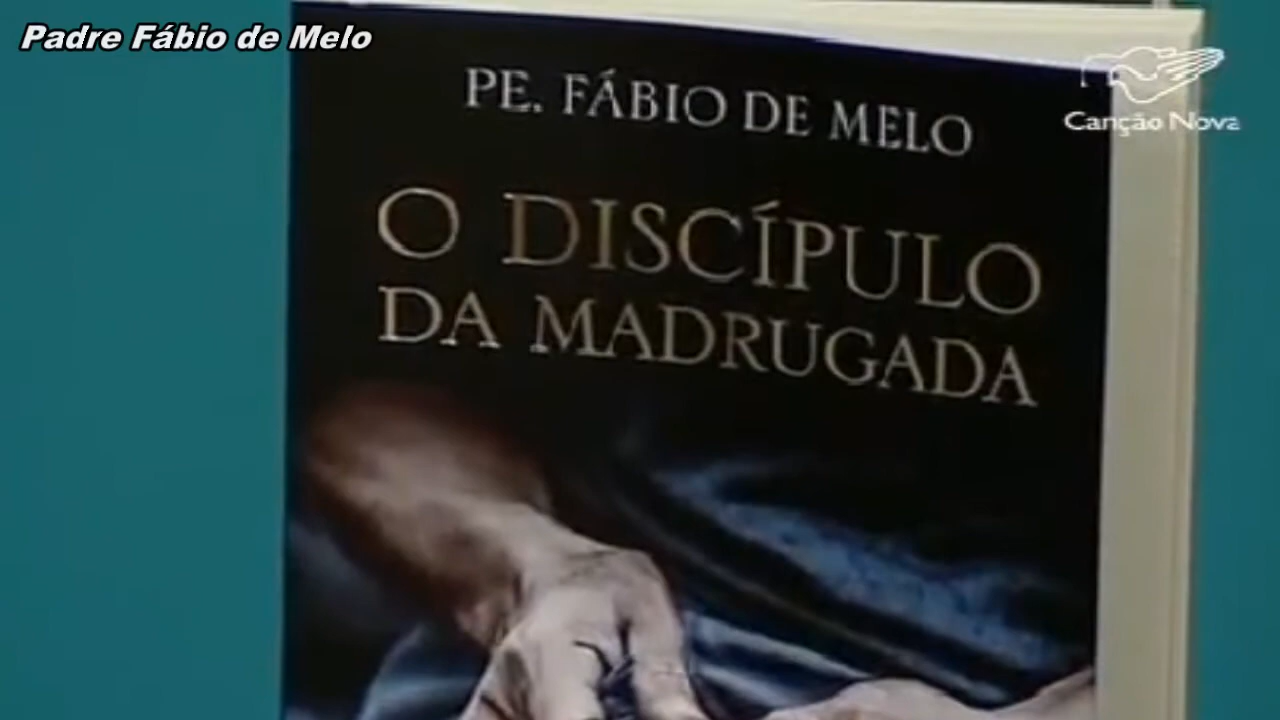 Padre Fábio de Melo
PE. FÁBIO DE MELO
Canção Nova
O DISCÍPULO
DA MADRUGADA